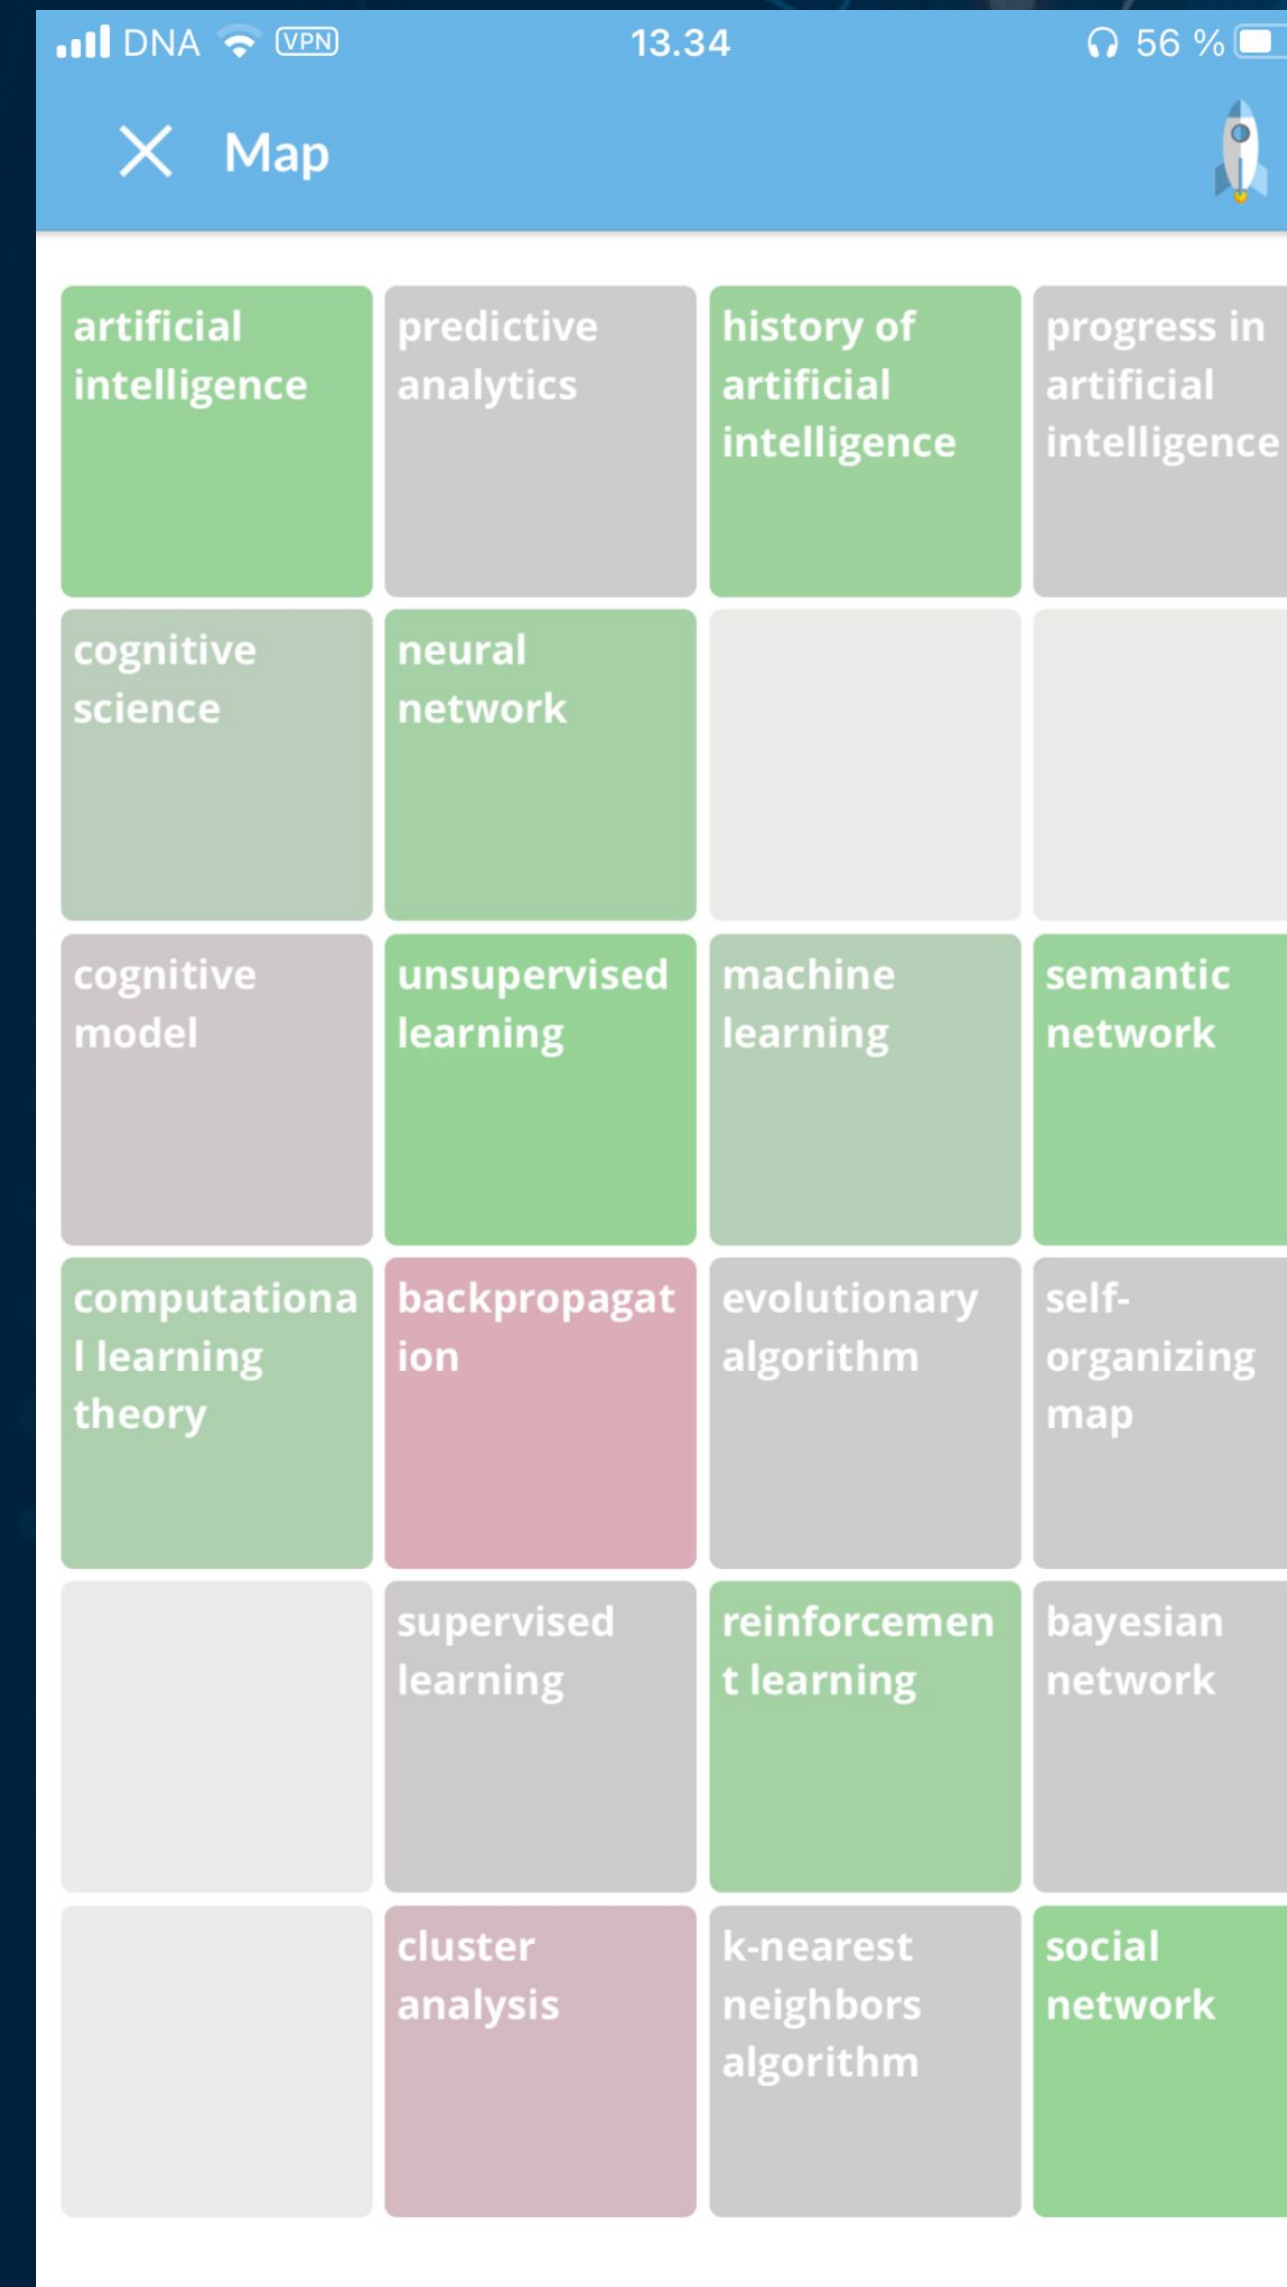 DNA VPN 13.34 56 %
Map
artificial
intelligence
predictive
analytics
history of
artificial
intelligence
progress in
artificial
intelligence
cognitive
science
neural
network
cognitive
model
unsupervised
learning
machine
learning
semantic
network
computationa
l learning
theory
backpropagat
ion
evolutionary
algorithm
self-
organizing
map
supervised
learning
reinforcemen
t learning
bayesian
network
cluster
analysis
k-nearest
neighbors
algorithm
social
network